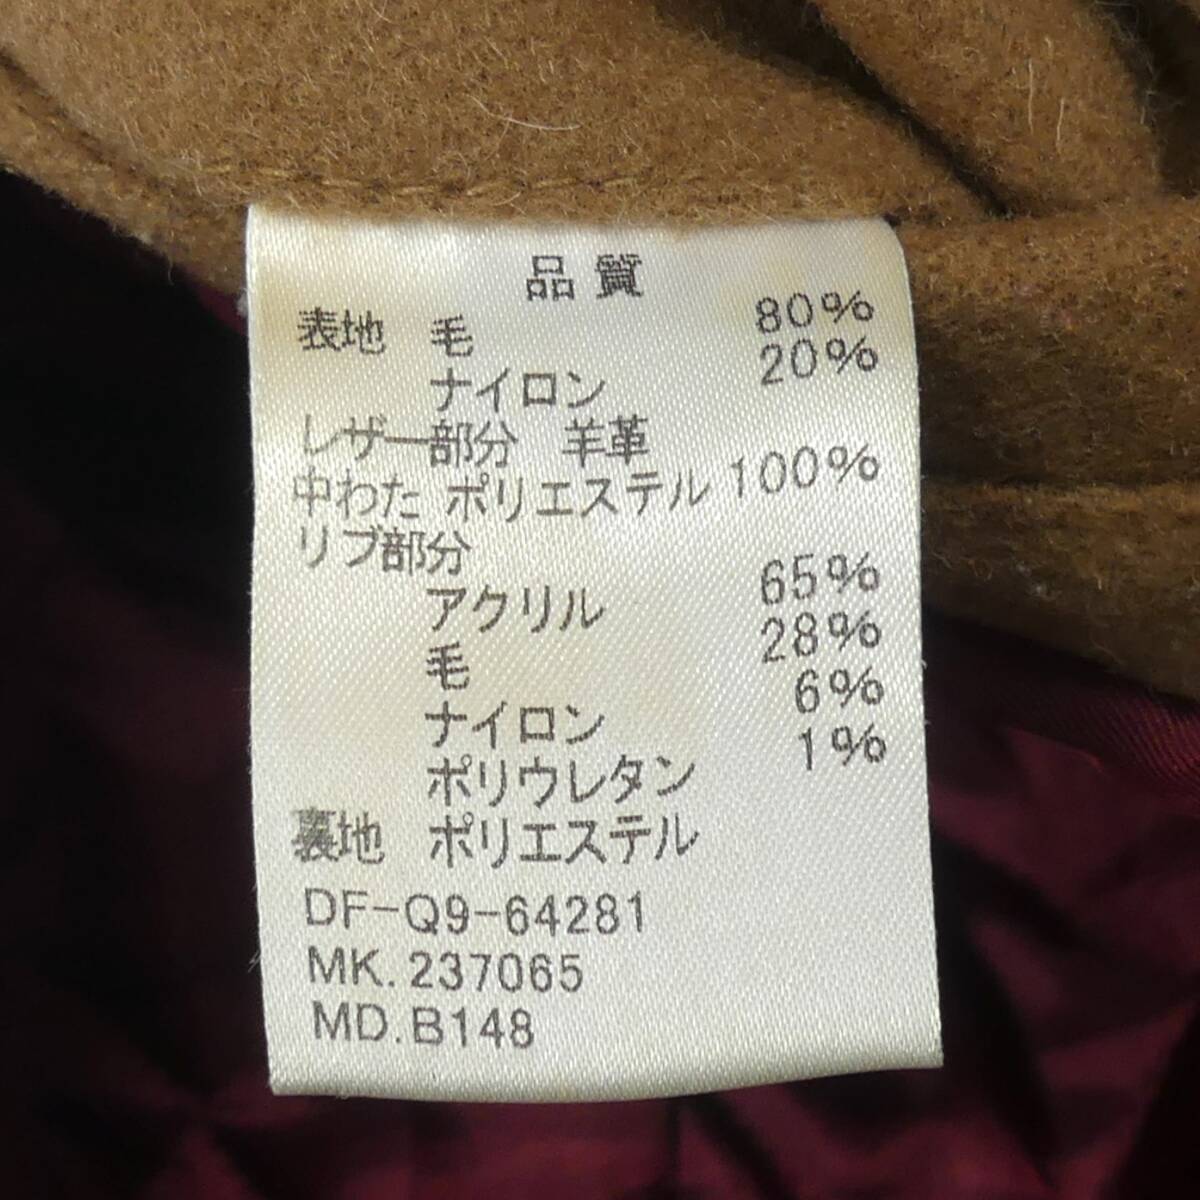 品質
表地 毛 80%
ナイロン 20%
レザー部分 羊革
中わた ポリエステル 100%
リブ部分
アクリル 65%
毛 28%
ナイロン 6%
ポリウレタン 1%
裏地 ポリエステル
DF-Q9-64281
MK.237065
MD.B148